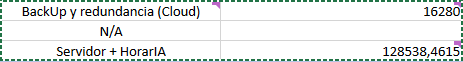 BackUp y redundancia (Cloud) 16280
N/A
Servidor + HorarIA 128538,4615